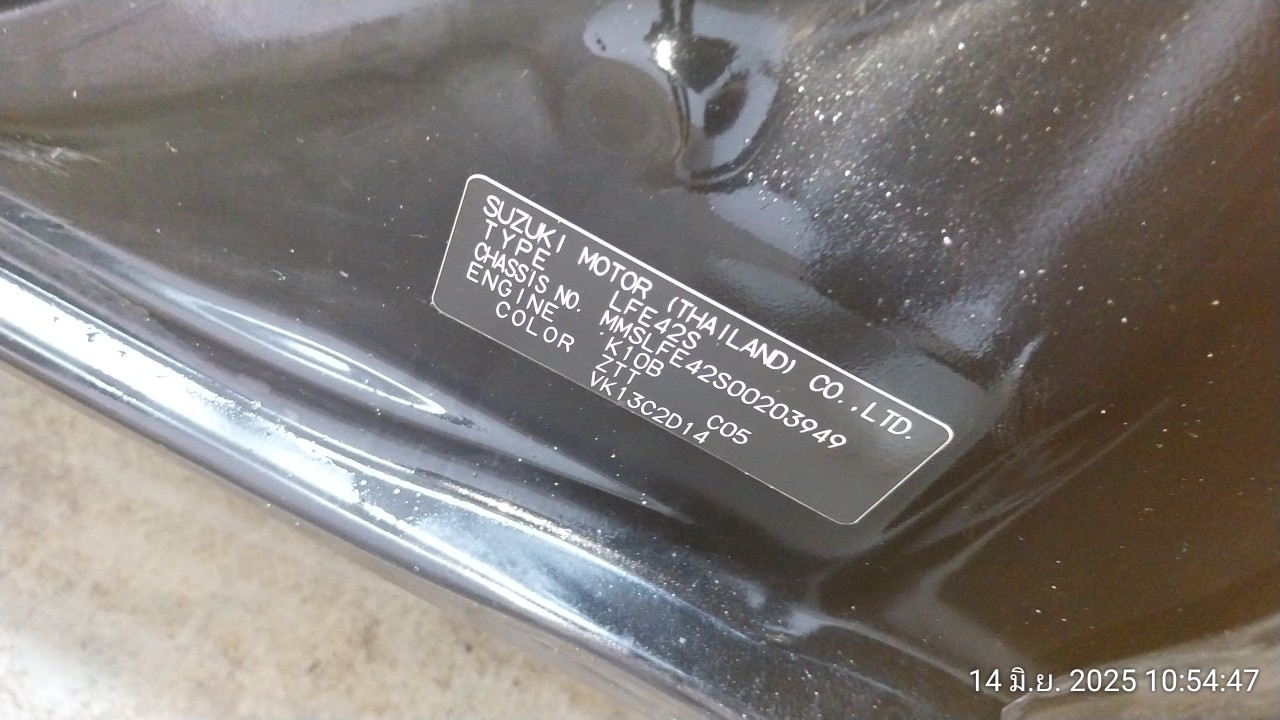 SUZUKI MOTOR (THAILAND) CO.,LTD.
TYPE LFE42S
CHASSIS NO. MMSLFE42S00203949
ENGINE K10B
COLOR ZTT C05
VK13C2D14
14 มิ.ย. 2025 10:54:47